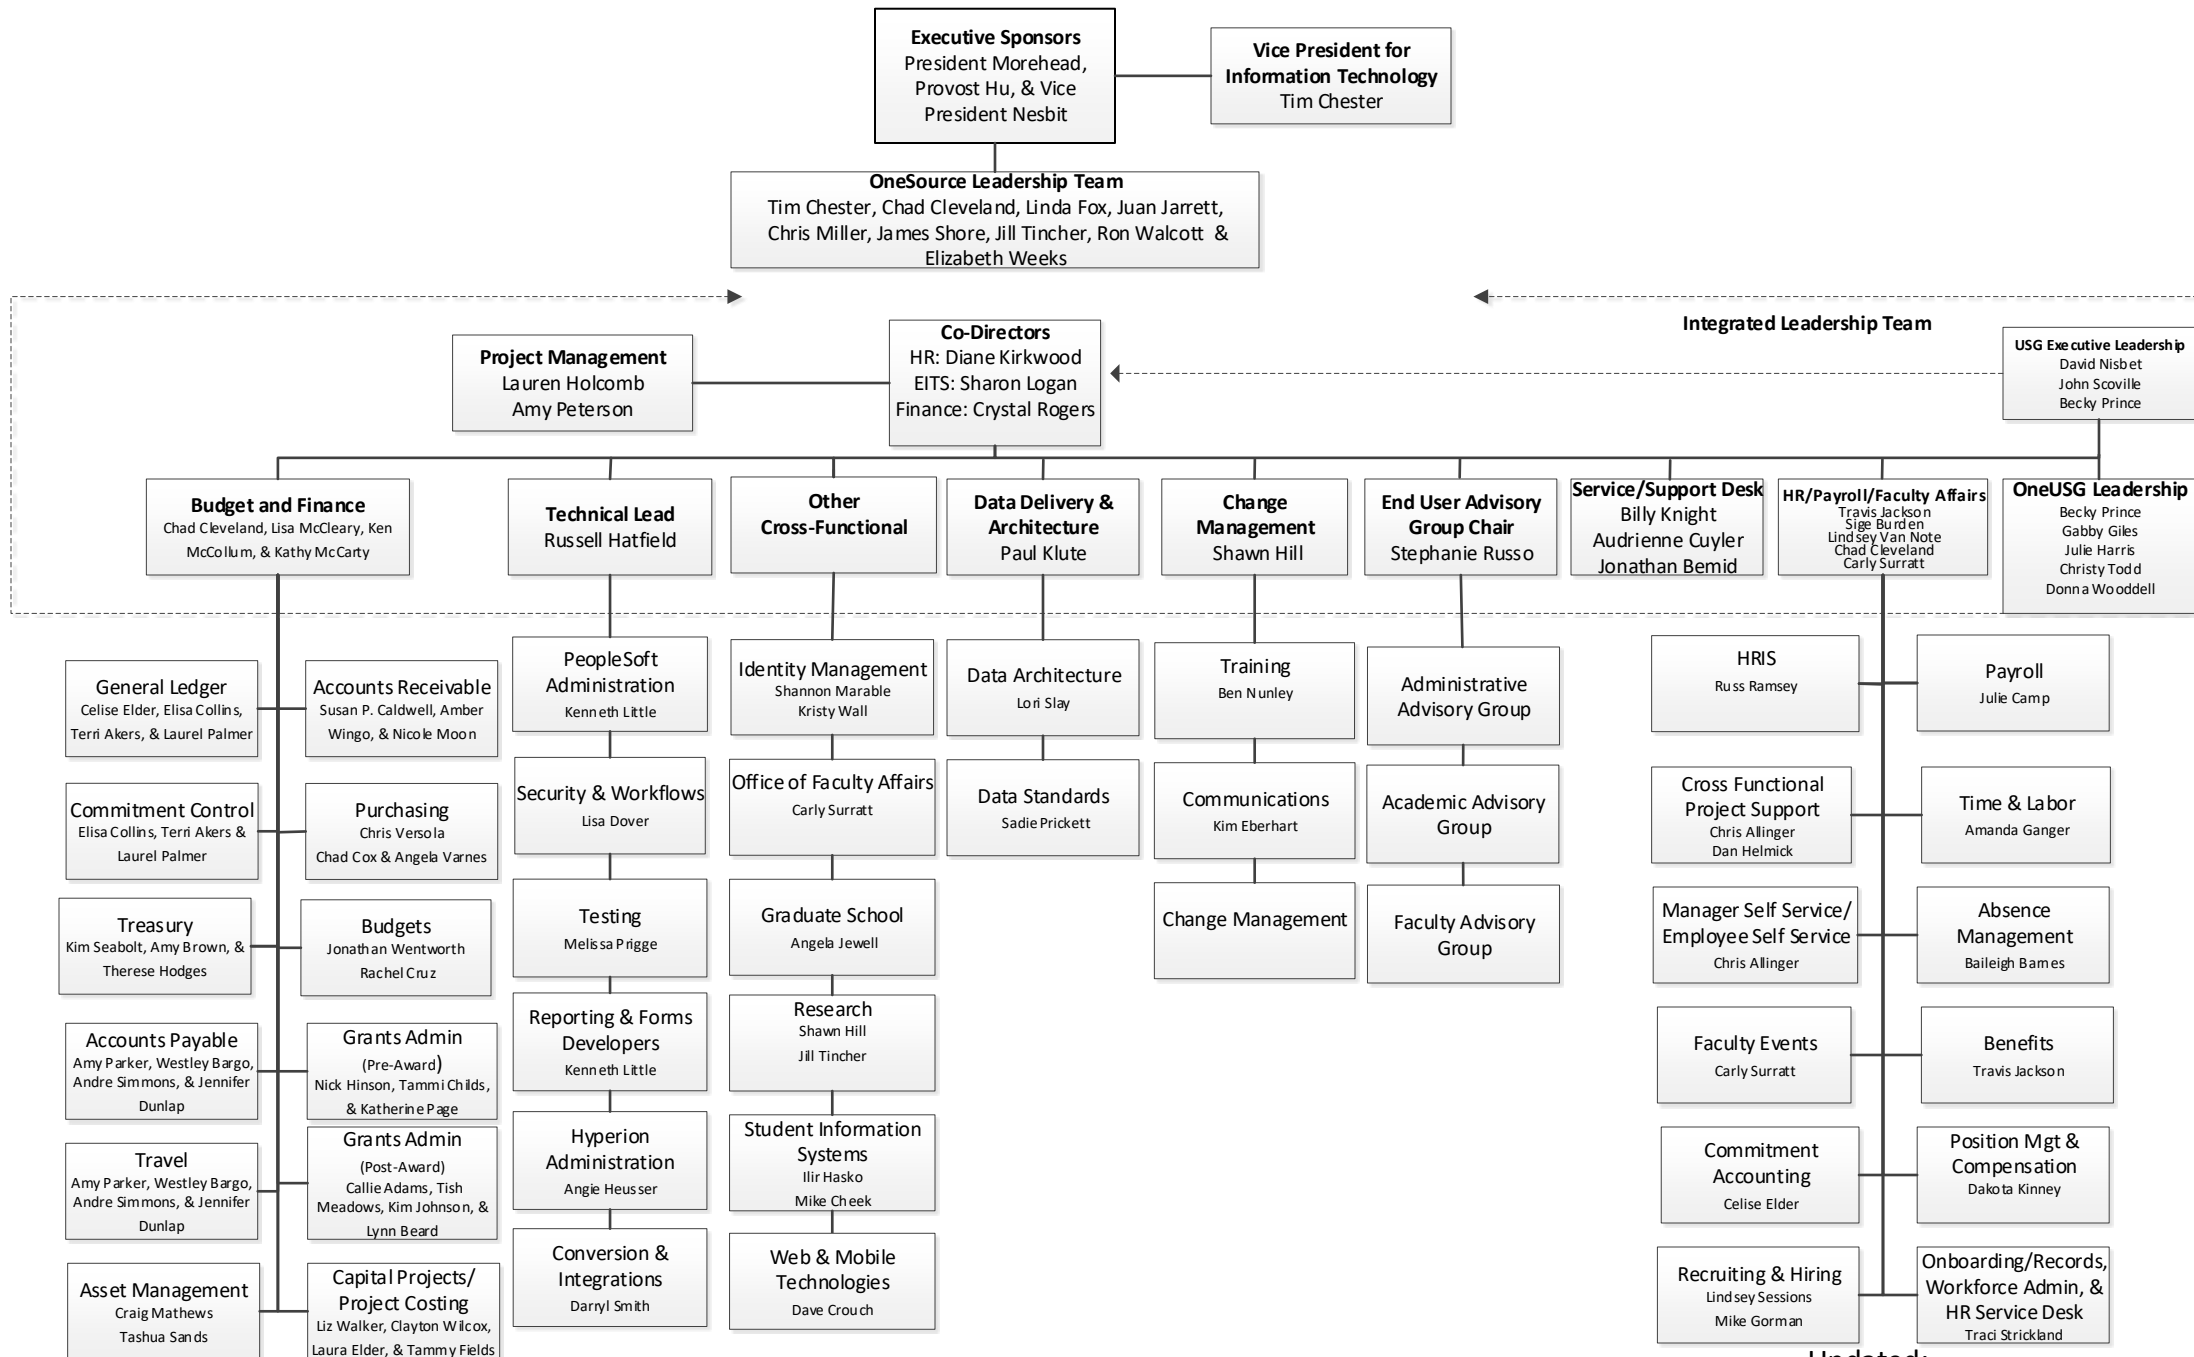 Executive Sponsors
President Morehead,
Provost Hu, & Vice
President Nesbit
Vice President for
Information Technology
Tim Chester
OneSource Leadership Team
Tim Chester, Chad Cleveland, Linda Fox, Juan Jarrett,
Chris Miller, James Shore, Jill Tincher, Ron Walcott &
Elizabeth Weeks
Integrated Leadership Team
Project Management
Lauren Holcomb
Amy Peterson
Co-Directors
HR: Diane Kirkwood
EITS: Sharon Logan
Finance: Crystal Rogers
USG Executive Leadership
David Nisbet
John Scoville
Becky Prince
Budget and Finance
Chad Cleveland, Lisa McCleary, Ken
McCollum, & Kathy McCarty
Technical Lead
Russell Hatfield
Other
Cross-Functional
Data Delivery &
Architecture
Paul Klute
Change
Management
Shawn Hill
End User Advisory
Group Chair
Stephanie Russo
Service/Support Desk
Billy Knight
Audrienne Cuyler
Jonathan Bemid
HR/Payroll/Faculty Affairs
Travis Jackson
Sige Burden
Lindsey Van Note
Chad Cleveland
Carly Surratt
OneUSG Leadership
Becky Prince
Gabby Giles
Julie Harris
Christy Todd
Donna Wooddell
General Ledger
Celise Elder, Elisa Collins,
Terri Akers, & Laurel Palmer
Accounts Receivable
Susan P. Caldwell, Amber
Wingo, & Nicole Moon
Commitment Control
Elisa Collins, Terri Akers &
Laurel Palmer
Purchasing
Chris Versola
Chad Cox & Angela Varnes
Treasury
Kim Seabolt, Amy Brown, &
Therese Hodges
Budgets
Jonathan Wentworth
Rachel Cruz
Accounts Payable
Amy Parker, Westley Bargo,
Andre Simmons, & Jennifer
Dunlap
Grants Admin
(Pre-Award)
Nick Hinson, Tammi Childs,
& Katherine Page
Travel
Amy Parker, Westley Bargo,
Andre Simmons, & Jennifer
Dunlap
Grants Admin
(Post-Award)
Callie Adams, Tish
Meadows, Kim Johnson, &
Lynn Beard
Asset Management
Craig Mathews
Tashua Sands
Capital Projects/
Project Costing
Liz Walker, Clayton Wilcox,
Laura Elder, & Tammy Fields
PeopleSoft
Administration
Kenneth Little
Security & Workflows
Lisa Dover
Testing
Melissa Prigge
Reporting & Forms
Developers
Kenneth Little
Hyperion
Administration
Angie Heusser
Conversion &
Integrations
Darryl Smith
Identity Management
Shannon Marable
Kristy Wall
Office of Faculty Affairs
Carly Surratt
Graduate School
Angela Jewell
Research
Shawn Hill
Jill Tincher
Student Information
Systems
Ilir Hasko
Mike Cheek
Web & Mobile
Technologies
Dave Crouch
Data Architecture
Lori Slay
Data Standards
Sadie Prickett
Training
Ben Nunley
Communications
Kim Eberhart
Change Management
Administrative
Advisory Group
Academic Advisory
Group
Faculty Advisory
Group
HRIS
Russ Ramsey
Payroll
Julie Camp
Cross Functional
Project Support
Chris Allinger
Dan Helmick
Time & Labor
Amanda Ganger
Manager Self Service/
Employee Self Service
Chris Allinger
Absence
Management
Baileigh Barnes
Faculty Events
Carly Surratt
Benefits
Travis Jackson
Commitment
Accounting
Celise Elder
Position Mgt &
Compensation
Dakota Kinney
Recruiting & Hiring
Lindsey Sessions
Mike Gorman
Onboarding/Records,
Workforce Admin, &
HR Service Desk
Traci Strickland